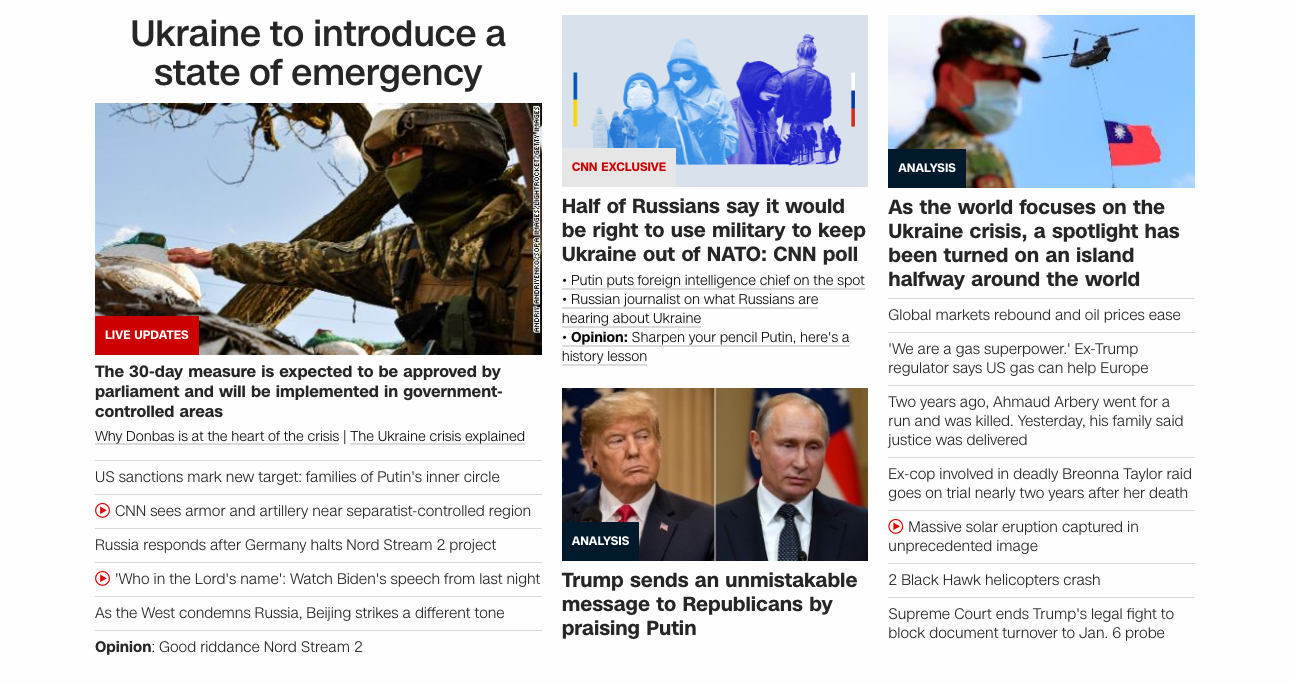 Ukraine to introduce a
state of emergency
ANDRIY ANDRIYENKO/SOPA IMAGES/LIGHTROCKET/GETTY IMAGES
LIVE UPDATES
The 30-day measure is expected to be approved by
parliament and will be implemented in government-
controlled areas
Why Donbas is at the heart of the crisis | The Ukraine crisis explained
US sanctions mark new target: families of Putin's inner circle
CNN sees armor and artillery near separatist-controlled region
Russia responds after Germany halts Nord Stream 2 project
'Who in the Lord's name': Watch Biden's speech from last night
As the West condemns Russia, Beijing strikes a different tone
Opinion: Good riddance Nord Stream 2
CNN EXCLUSIVE
Half of Russians say it would
be right to use military to keep
Ukraine out of NATO: CNN poll
• Putin puts foreign intelligence chief on the spot
• Russian journalist on what Russians are
hearing about Ukraine
• Opinion: Sharpen your pencil Putin, here's a
history lesson
ANALYSIS
Trump sends an unmistakable
message to Republicans by
praising Putin
ANALYSIS
As the world focuses on the
Ukraine crisis, a spotlight has
been turned on an island
halfway around the world
Global markets rebound and oil prices ease
'We are a gas superpower.' Ex-Trump
regulator says US gas can help Europe
Two years ago, Ahmaud Arbery went for a
run and was killed. Yesterday, his family said
justice was delivered
Ex-cop involved in deadly Breonna Taylor raid
goes on trial nearly two years after her death
Massive solar eruption captured in
unprecedented image
2 Black Hawk helicopters crash
Supreme Court ends Trump's legal fight to
block document turnover to Jan. 6 probe